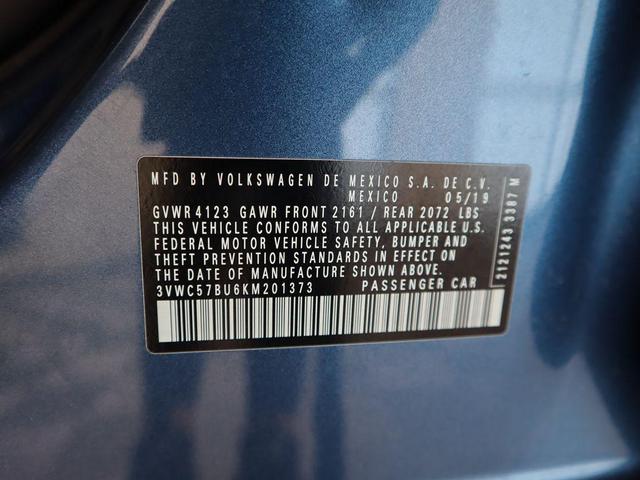 MFD BY VOLKSWAGEN DE MEXICO S.A. DE C.V.
MEXICO 05/19
GVWR 4123 GAWR FRONT 2161 / REAR 2072 LBS
THIS VEHICLE CONFORMS TO ALL APPLICABLE U.S.
FEDERAL MOTOR VEHICLE SAFETY, BUMPER AND
THEFT PREVENTION STANDARDS IN EFFECT
ON THE DATE OF MANUFACTURE SHOWN ABOVE.
3VWC57BU6KM201373 PASSENGER CAR
2121243 3387 M